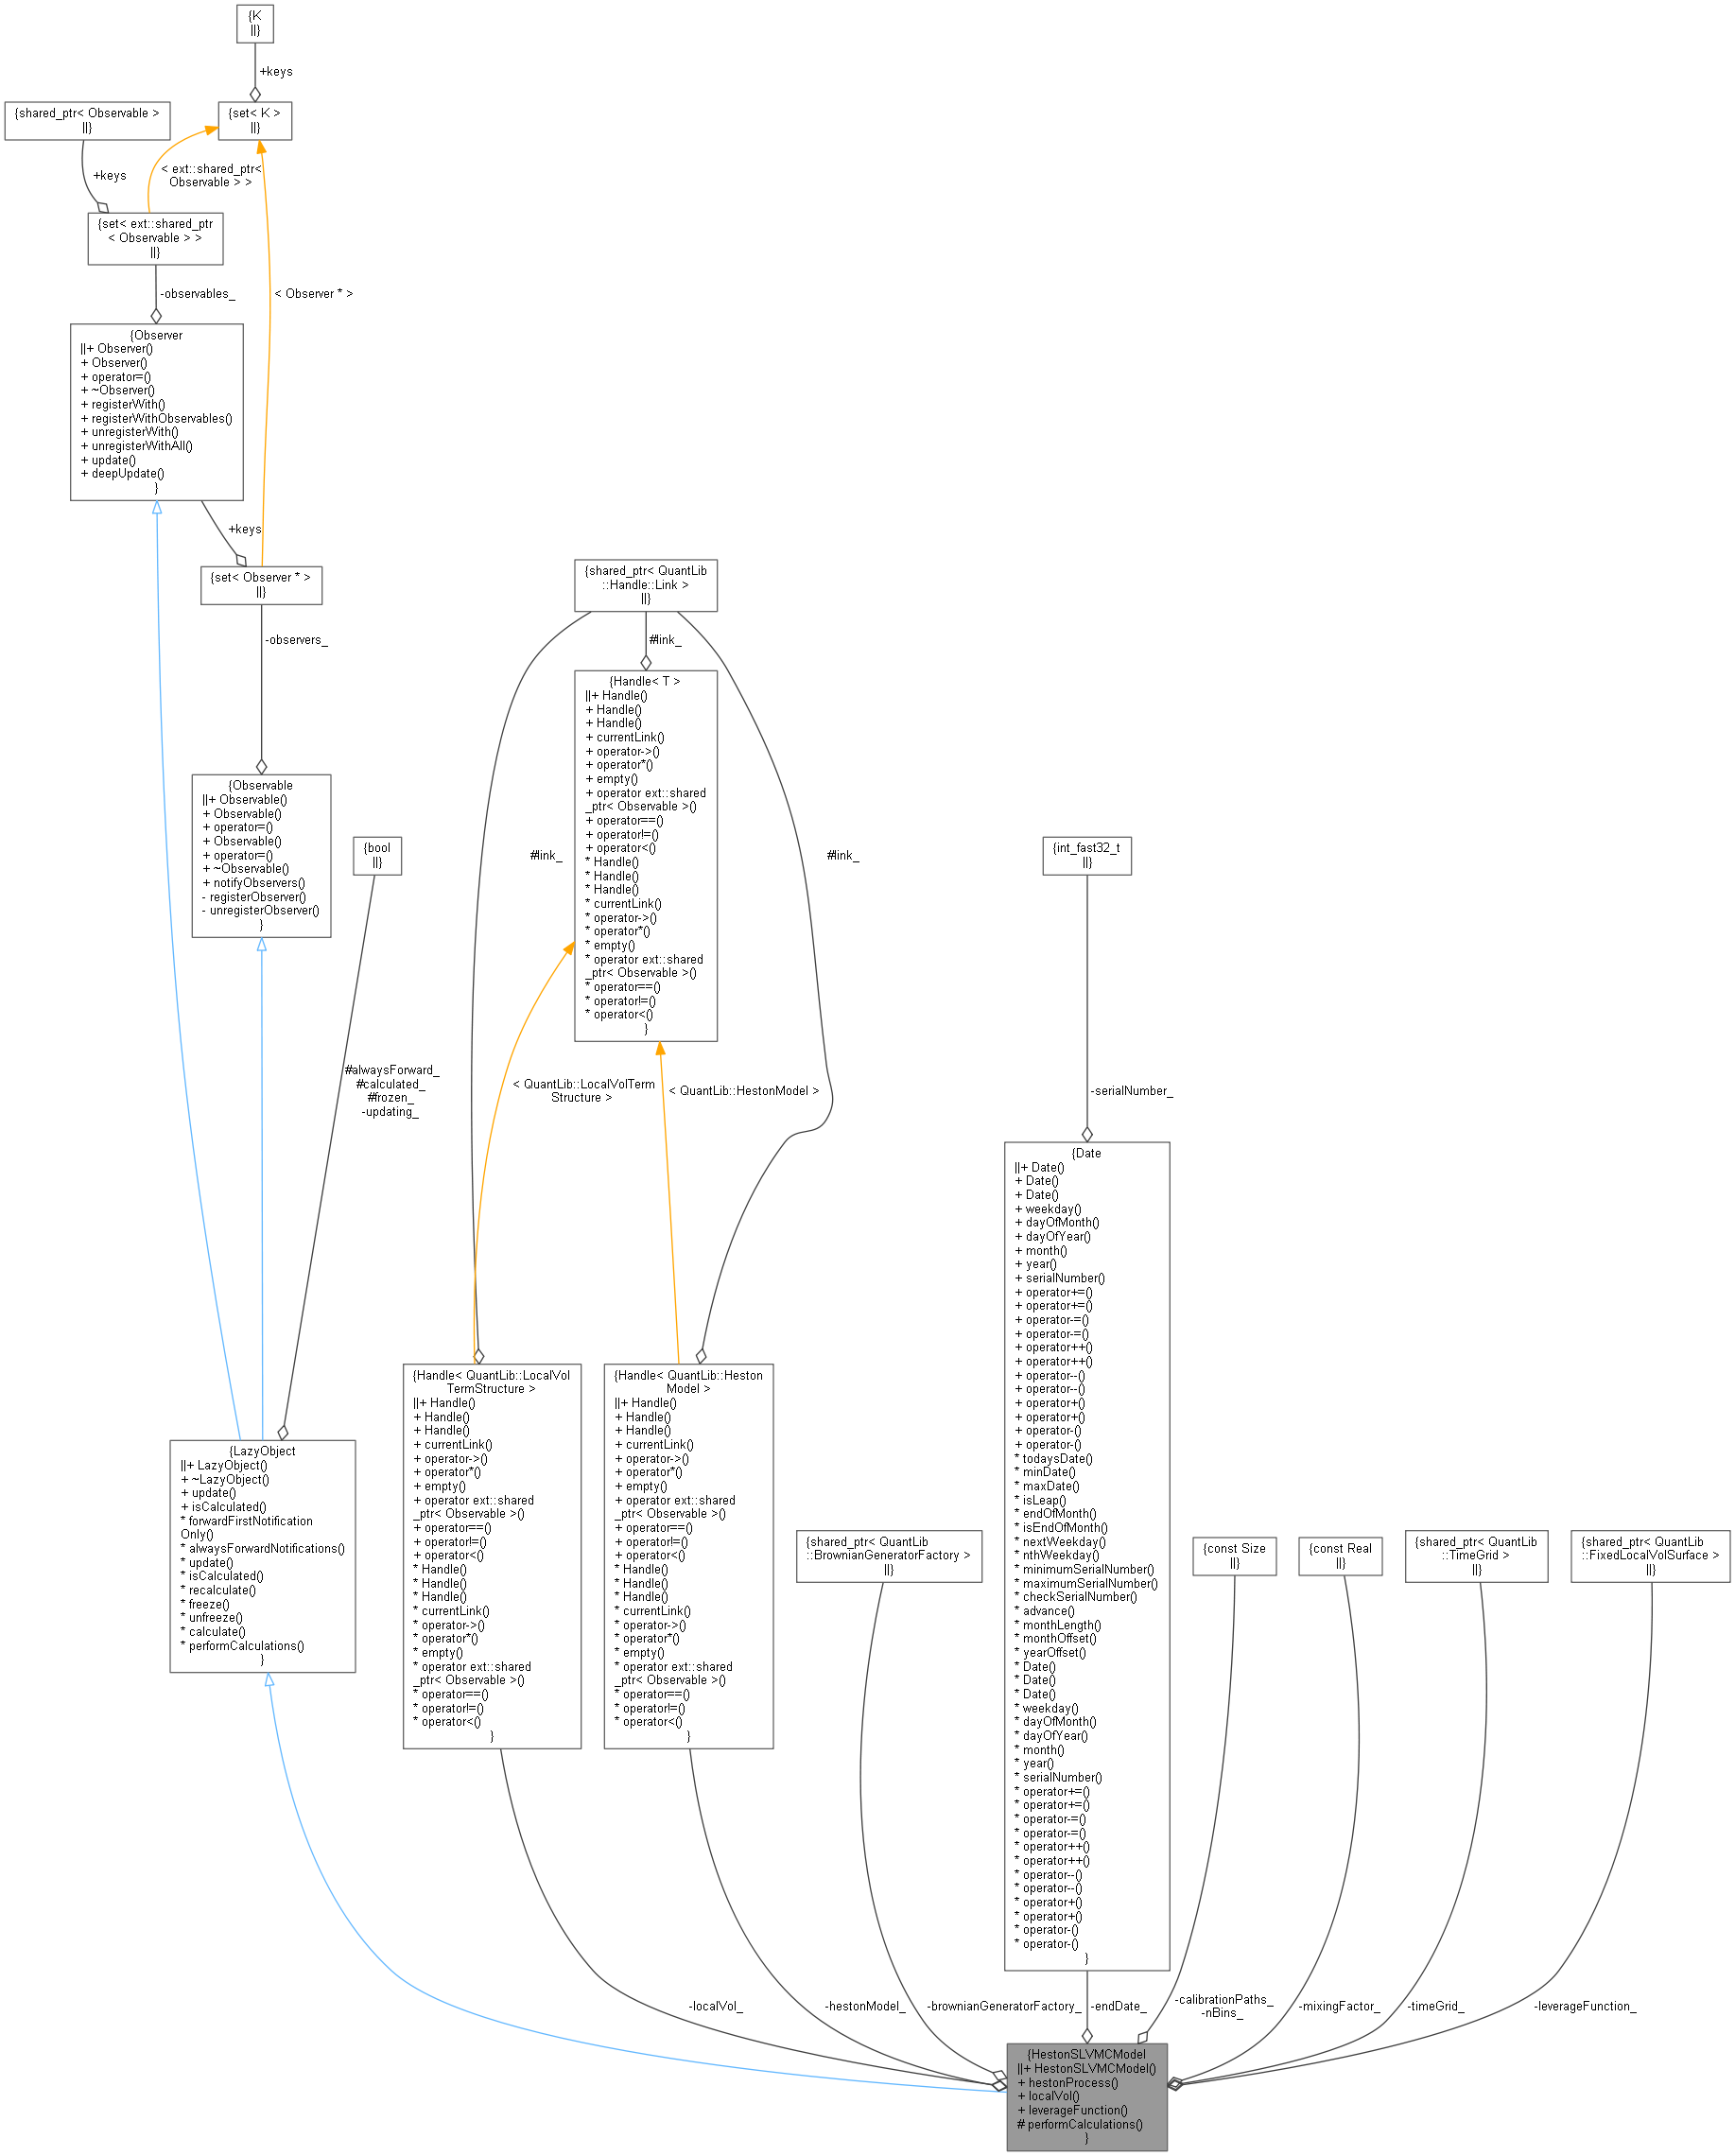 {K
||}
+keys
{shared_ptr< Observable >
||}
{set< K >
||}
+keys
< ext::shared_ptr<
Observable > >
{set< ext::shared_ptr
< Observable > >
||}
-observables_
< Observer * >
{Observer
||+ Observer()
+ Observer()
+ operator=()
+ ~Observer()
+ registerWith()
+ registerWithObservables()
+ unregisterWith()
+ unregisterWithAll()
+ update()
+ deepUpdate()
}
+keys
{set< Observer * >
||}
-observers_
{Observable
||+ Observable()
+ Observable()
+ operator=()
+ Observable()
+ operator=()
+ ~Observable()
+ notifyObservers()
- registerObserver()
- unregisterObserver()
}
{bool
||}
#alwaysForward_
#calculated_
#frozen_
-updating_
{LazyObject
||+ LazyObject()
+ ~LazyObject()
+ update()
+ isCalculated()
* forwardFirstNotification
Only()
* alwaysForwardNotifications()
* update()
* isCalculated()
* recalculate()
* freeze()
* unfreeze()
* calculate()
* performCalculations()
}
{shared_ptr< QuantLib
::Handle::Link >
||}
#link_
#link_
#link_
{Handle< T >
||+ Handle()
+ Handle()
+ Handle()
+ currentLink()
+ operator->()
+ operator*()
+ empty()
+ operator ext::shared
_ptr< Observable >()
+ operator==()
+ operator!=()
+ operator<()
* Handle()
* Handle()
* Handle()
* currentLink()
* operator->()
* operator*()
* empty()
* operator ext::shared
_ptr< Observable >()
* operator==()
* operator!=()
* operator<()
}
< QuantLib::LocalVolTerm
Structure >
< QuantLib::HestonModel >
{Handle< QuantLib::LocalVol
TermStructure >
||+ Handle()
+ Handle()
+ Handle()
+ currentLink()
+ operator->()
+ operator*()
+ empty()
+ operator ext::shared
_ptr< Observable >()
+ operator==()
+ operator!=()
+ operator<()
* Handle()
* Handle()
* Handle()
* currentLink()
* operator->()
* operator*()
* empty()
* operator ext::shared
_ptr< Observable >()
* operator==()
* operator!=()
* operator<()
}
{Handle< QuantLib::Heston
Model >
||+ Handle()
+ Handle()
+ Handle()
+ currentLink()
+ operator->()
+ operator*()
+ empty()
+ operator ext::shared
_ptr< Observable >()
+ operator==()
+ operator!=()
+ operator<()
* Handle()
* Handle()
* Handle()
* currentLink()
* operator->()
* operator*()
* empty()
* operator ext::shared
_ptr< Observable >()
* operator==()
* operator!=()
* operator<()
}
{shared_ptr< QuantLib
::BrownianGeneratorFactory >
||}
{int_fast32_t
||}
-serialNumber_
{Date
||+ Date()
+ Date()
+ Date()
+ weekday()
+ dayOfMonth()
+ dayOfYear()
+ month()
+ year()
+ serialNumber()
+ operator+=()
+ operator+=()
+ operator-=()
+ operator-=()
+ operator++()
+ operator++()
+ operator--()
+ operator--()
+ operator+()
+ operator+()
+ operator-()
+ operator-()
* todaysDate()
* minDate()
* maxDate()
* isLeap()
* endOfMonth()
* isEndOfMonth()
* nextWeekday()
* nthWeekday()
* minimumSerialNumber()
* maximumSerialNumber()
* checkSerialNumber()
* advance()
* monthLength()
* monthOffset()
* yearOffset()
* Date()
* Date()
* Date()
* weekday()
* dayOfMonth()
* dayOfYear()
* month()
* year()
* serialNumber()
* operator+=()
* operator+=()
* operator-=()
* operator-=()
* operator++()
* operator++()
* operator--()
* operator--()
* operator+()
* operator+()
* operator-()
* operator-()
}
{const Size
||}
{const Real
||}
{shared_ptr< QuantLib
::TimeGrid >
||}
{shared_ptr< QuantLib
::FixedLocalVolSurface >
||}
-localVol_
-hestonModel_
-brownianGeneratorFactory_
-endDate_
-calibrationPaths_
-nBins_
-mixingFactor_
-timeGrid_
-leverageFunction_
{HestonSLVMCModel
||+ HestonSLVMCModel()
+ hestonProcess()
+ localVol()
+ leverageFunction()
# performCalculations()
}